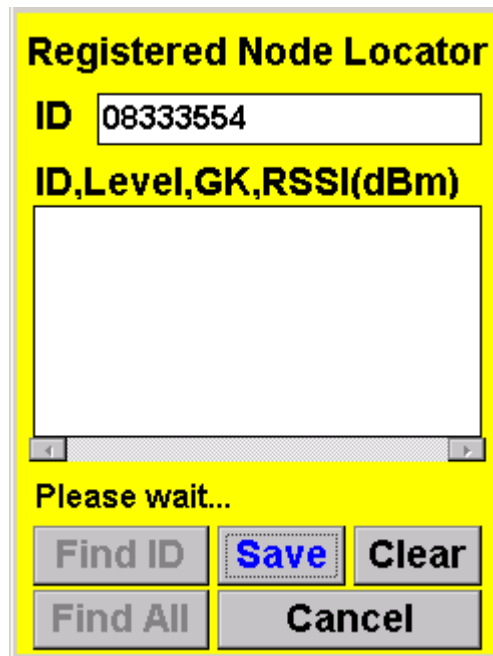 Registered Node Locator
ID 08333554
ID,Level,GK,RSSI(dBm)
Please wait...
Find ID Save Clear
Find All Cancel